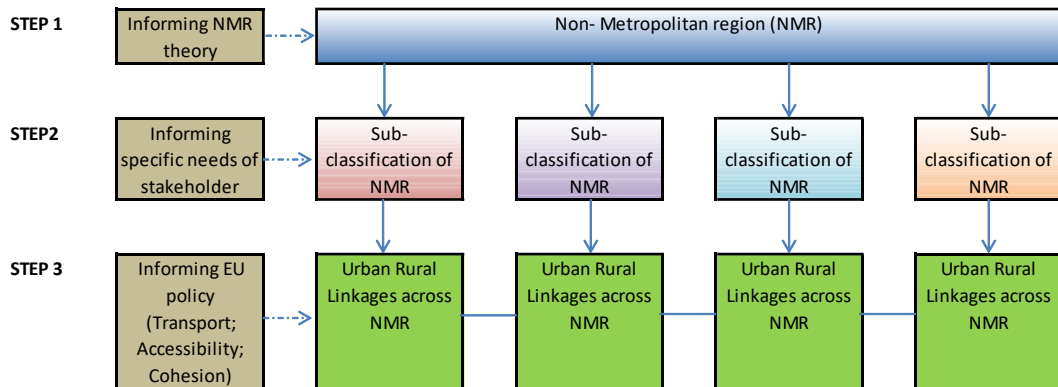 STEP 1
Informing NMR
theory
Non- Metropolitan region (NMR)
STEP2
Informing
specific needs of
stakeholder
Sub-
classification of
NMR
Sub-
classification of
NMR
Sub-
classification of
NMR
Sub-
classification of
NMR
STEP 3
Informing EU
policy
(Transport;
Accessibility;
Cohesion)
Urban Rural
Linkages across
NMR
Urban Rural
Linkages across
NMR
Urban Rural
Linkages across
NMR
Urban Rural
Linkages across
NMR